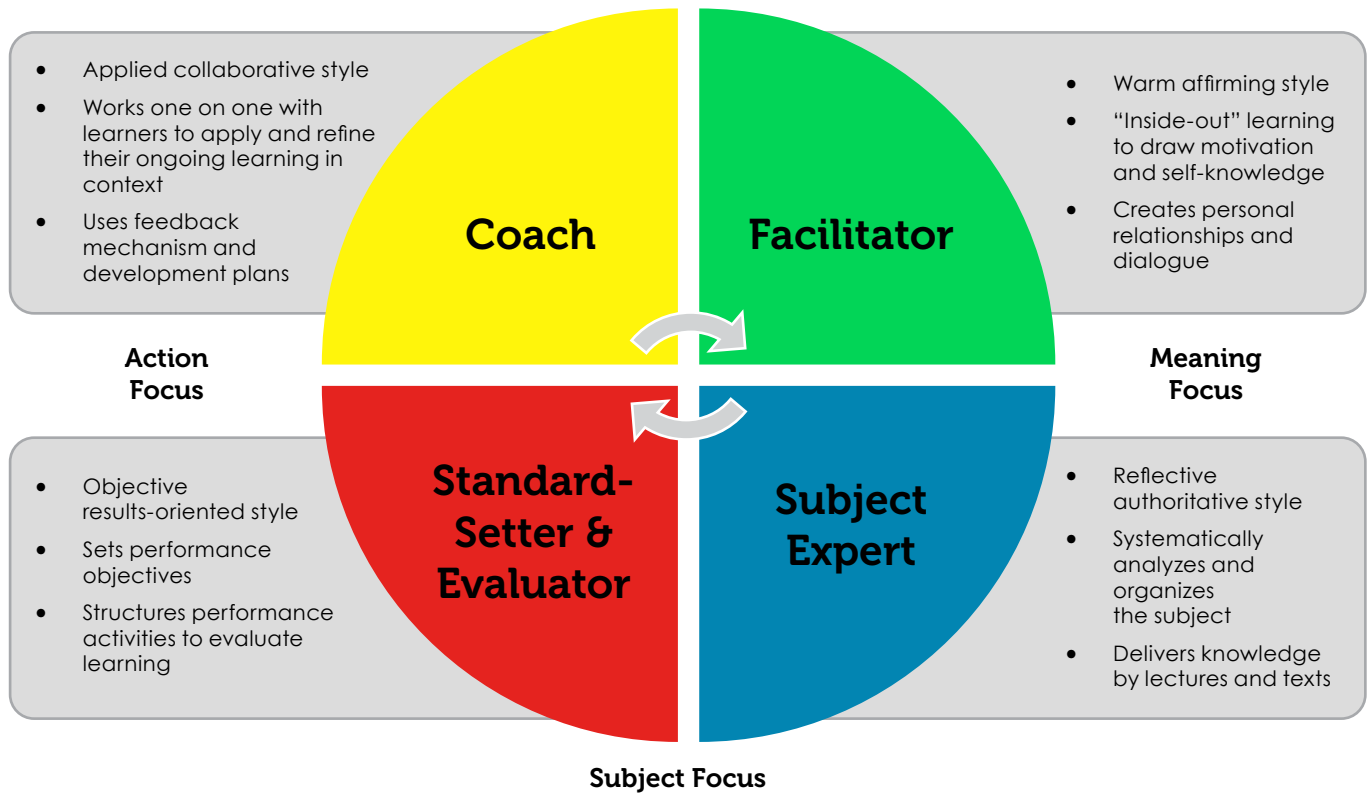 • Applied collaborative style
• Works one on one with
learners to apply and refine
their ongoing learning in
context
• Uses feedback
mechanism and
development plans
Coach
Facilitator
• Warm affirming style
• “Inside-out” learning
to draw motivation
and self-knowledge
• Creates personal
relationships and
dialogue
Action
Focus
Meaning
Focus
• Objective
results-oriented style
• Sets performance
objectives
• Structures performance
activities to evaluate
learning
Standard-
Setter &
Evaluator
Subject
Expert
• Reflective
authoritative style
• Systematically
analyzes and
organizes
the subject
• Delivers knowledge
by lectures and texts
Subject Focus